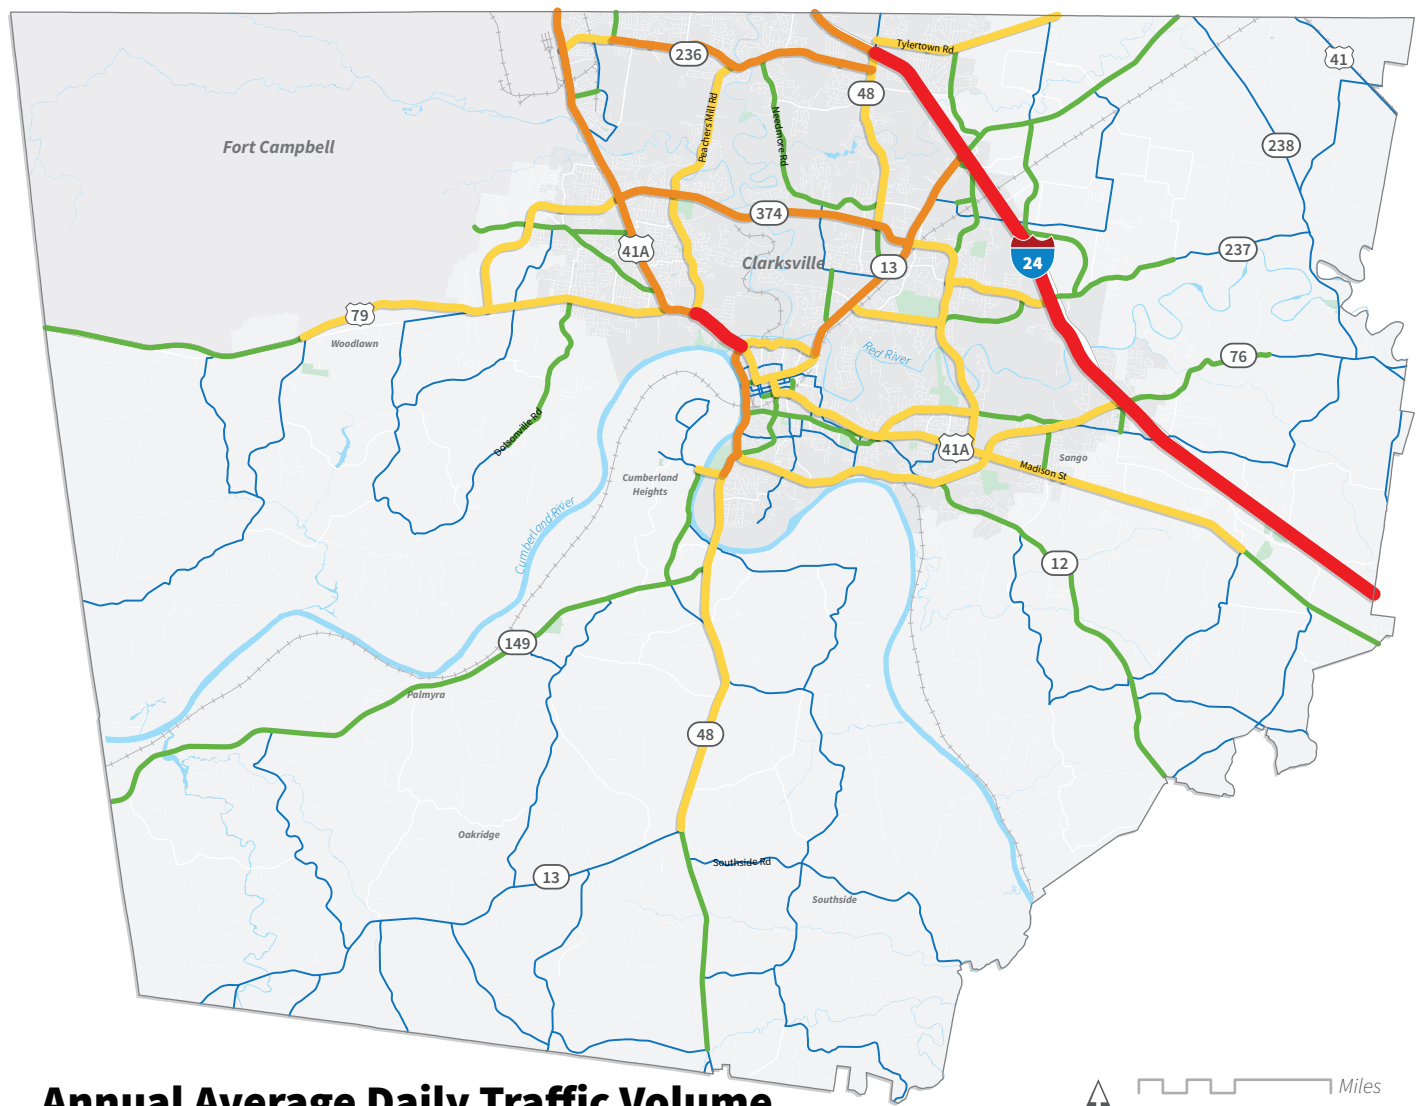 Tylertown Rd
236
41
48
Peachers Mill Rd
Needmore Rd
Fort Campbell
238
374
41A
237
Clarksville
13
24
79
Woodlawn
Red River
76
Dotsonville Rd
41A
Sango
Madison St
Cumberland
Heights
Cumberland River
12
149
Palmyra
48
Oakridge
Southside Rd
13
Southside
Annual Average Daily Traffic Volume
Miles